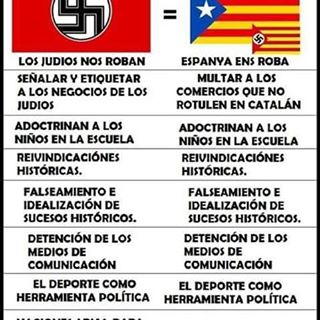 =
LOS JUDIOS NOS ROBAN
ESPANYA ENS ROBA
SEÑALAR Y ETIQUETAR
A LOS NEGOCIOS DE LOS
JUDIOS
MULTAR A LOS
COMERCIOS QUE NO
ROTULEN EN CATALÁN
ADOCTRINAN A LOS
NIÑOS EN LA ESCUELA
ADOCTRINAN A LOS
NIÑOS EN LA ESCUELA
REIVINDICACIÓNES
HISTÓRICAS.
REIVINDICACIÓNES
HISTÓRICAS.
FALSEAMIENTO E
IDEALIZACIÓN DE
SUCESOS HISTÓRICOS.
FALSEAMIENTO E
IDEALIZACIÓN DE
SUCESOS HISTÓRICOS.
DETENCIÓN DE LOS
MEDIOS DE
COMUNICACIÓN
DETENCIÓN DE LOS
MEDIOS DE
COMUNICACIÓN
EL DEPORTE COMO
HERRAMIENTA POLÍTICA
EL DEPORTE COMO
HERRAMIENTA POLÍTICA